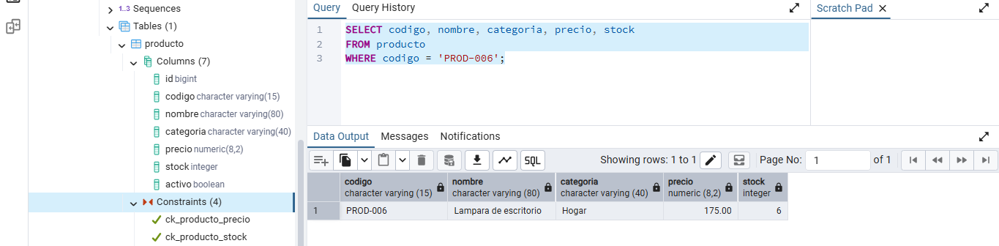 1..3 Sequences
Tables (1)
producto
Columns (7)
id bigint
codigo character varying(15)
nombre character varying(80)
categoria character varying(40)
precio numeric(8,2)
stock integer
activo boolean
Constraints (4)
ck_producto_precio
ck_producto_stock
Query Query History
Scratch Pad
1 SELECT codigo, nombre, categoria, precio, stock
2 FROM producto
3 WHERE codigo = 'PROD-006';
Data Output Messages Notifications
SQL Showing rows: 1 to 1 Page No: 1 of 1
codigo nombre categoria precio stock
character varying (15) character varying (80) character varying (40) numeric (8,2) integer
1 PROD-006 Lampara de escritorio Hogar 175.00 6